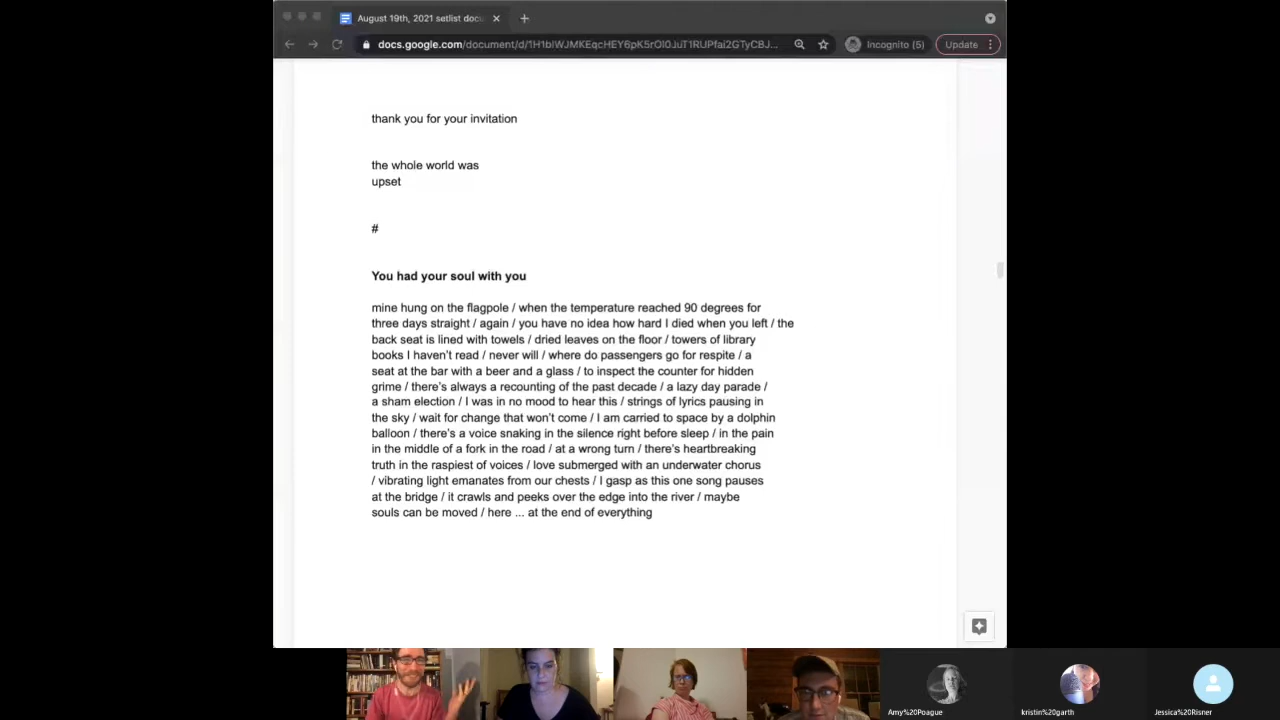 August 19th, 2021 setlist docu
docs.google.com/document/d/
Incognito (5)
Update
thank you for your invitation
the whole world was
upset
#
You had your soul with you
mine hung on the flagpole / when the temperature reached 90 degrees for
three days straight / again / you have no idea how hard I died when you left / the
back seat is lined with towels / dried leaves on the floor / towers of library
books I haven't read / never will / where do passengers go for respite / a
seat at the bar with a beer and a glass / to inspect the counter for hidden
grime / there's always a recounting of the past decade / a lazy day parade /
a sham election / I was in no mood to hear this / strings of lyrics pausing in
the sky / wait for change that won't come / I am carried to space by a dolphin
balloon / there's a voice snaking in the silence right before sleep / in the pain
in the middle of a fork in the road / at a wrong turn / there's heartbreaking
truth in the raspiest of voices / love submerged with an underwater chorus
/ vibrating light emanates from our chests / I gasp as this one song pauses
at the bridge / it crawls and peeks over the edge into the river / maybe
souls can be moved / here ... at the end of everything
Amy%20Poague
kristin%20garth
Jessica%20Risner